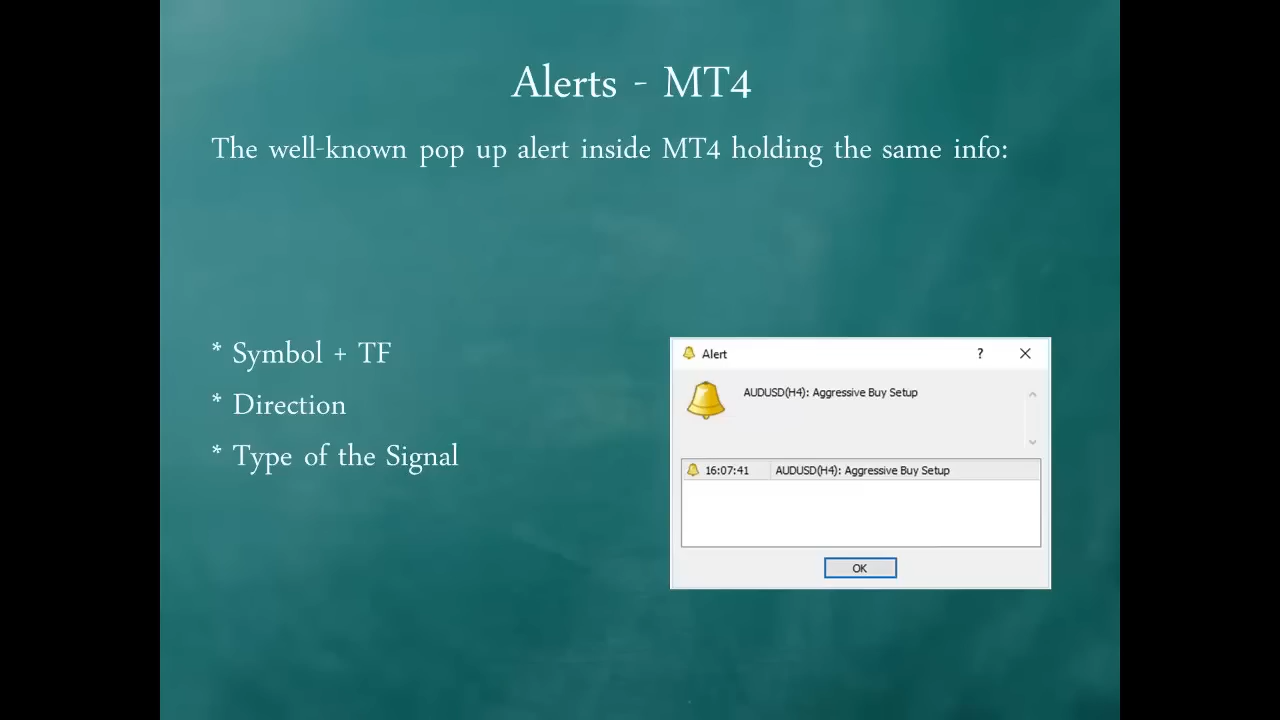 Alerts - MT4
The well-known pop up alert inside MT4 holding the same info:
* Symbol + TF
* Direction
* Type of the Signal
Alert ?
AUDUSD(H4): Aggressive Buy Setup
16:07:41 AUDUSD(H4): Aggressive Buy Setup
OK